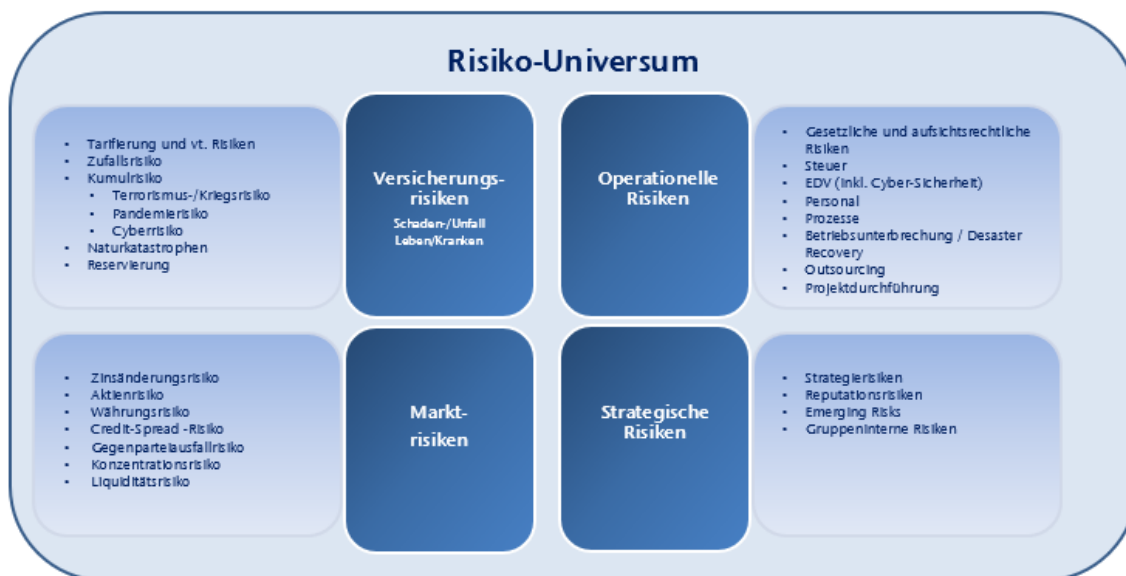 Risiko-Universum
• Tarifierung und vt. Risiken
• Zufallsrisiko
• Kumulrisiko
• Terrorismus-/Kriegsrisiko
• Pandemierisiko
• Cyberrisiko
• Naturkatastrophen
• Reservierung
Versicherungs-
risiken
Schaden-/Unfall
Leben/Kranken
Operationelle
Risiken
• Gesetzliche und aufsichtsrechtliche
Risiken
• Steuer
• EDV (inkl. Cyber-Sicherheit)
• Personal
• Prozesse
• Betriebsunterbrechung / Desaster
Recovery
• Outsourcing
• Projektdurchführung
• Zinsänderungsrisiko
• Aktienrisiko
• Währungsrisiko
• Credit-Spread -Risiko
• Gegenparteiausfallrisiko
• Konzentrationsrisiko
• Liquiditätsrisiko
Markt-
risiken
Strategische
Risiken
• Strategierisiken
• Reputationsrisiken
• Emerging Risks
• Gruppeninterne Risiken